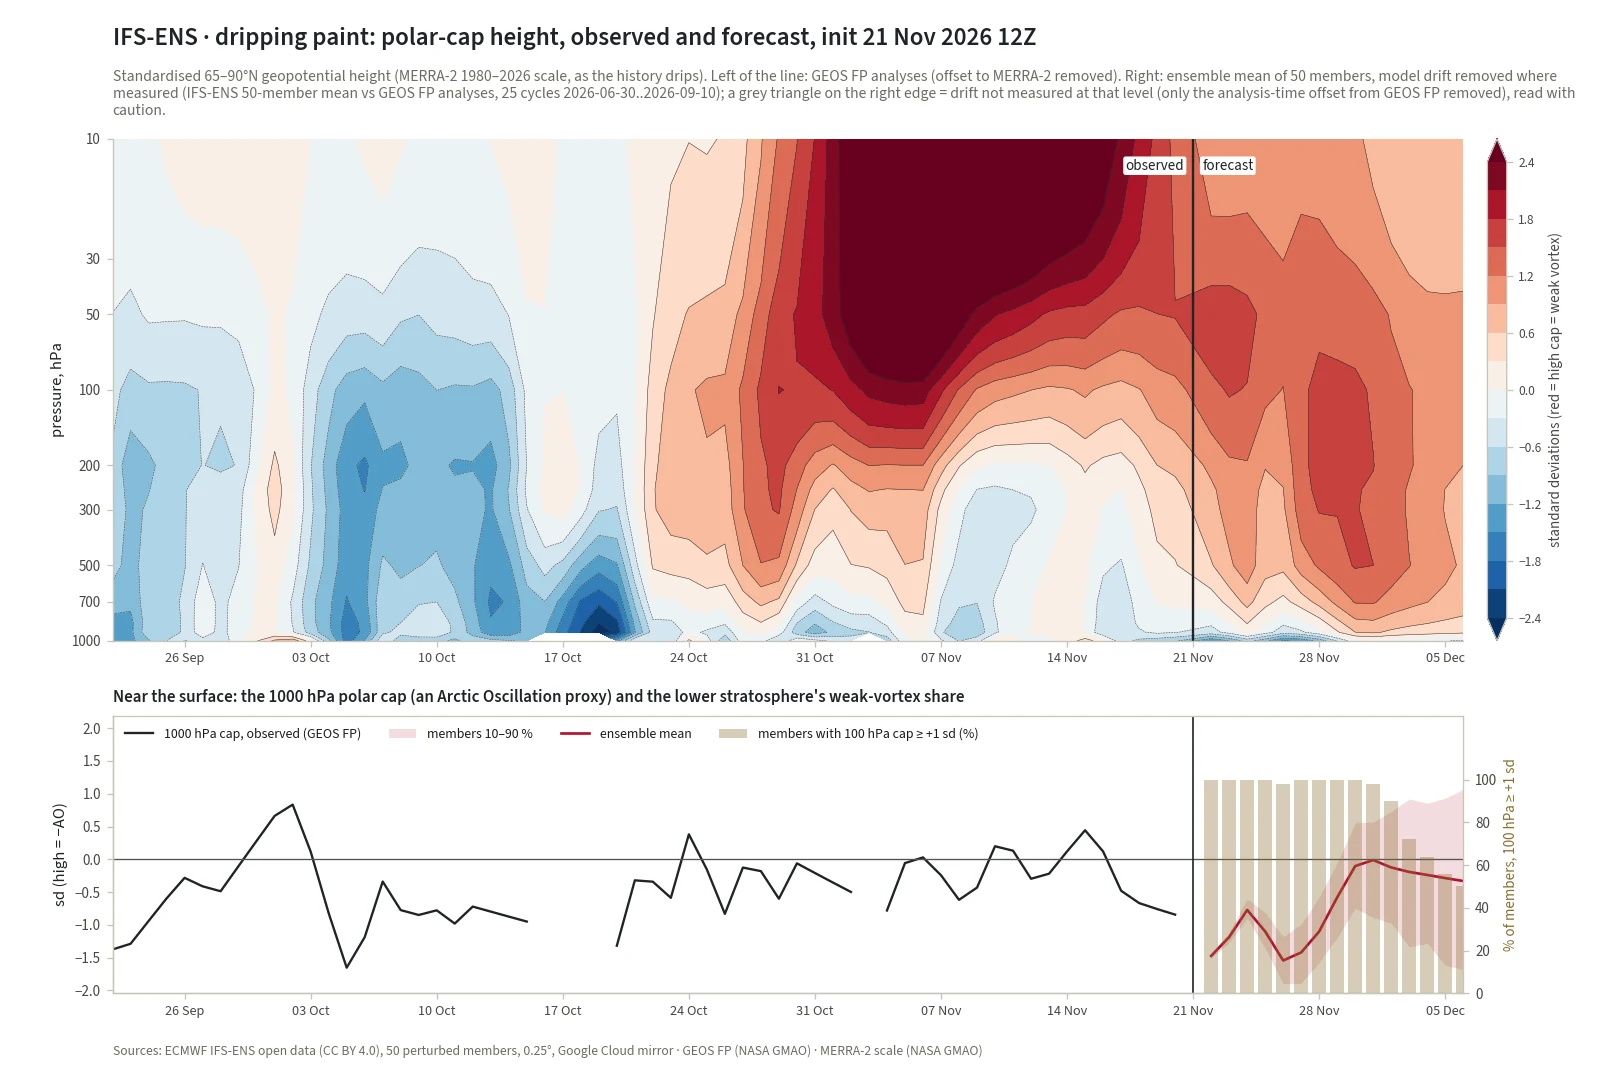 IFS-ENS · dripping paint: polar-cap height, observed and forecast, init 21 Nov 2026 12Z
Standardised 65–90°N geopotential height (MERRA-2 1980–2026 scale, as the history drips). Left of the line: GEOS FP analyses (offset to MERRA-2 removed). Right: ensemble mean of 50 members, model drift removed where
measured (IFS-ENS 50-member mean vs GEOS FP analyses, 25 cycles 2026-06-30..2026-09-10); a grey triangle on the right edge = drift not measured at that level (only the analysis-time offset from GEOS FP removed), read with
caution.
observed
forecast
pressure, hPa
10
30
50
100
200
300
500
700
1000
26 Sep
03 Oct
10 Oct
17 Oct
24 Oct
31 Oct
07 Nov
14 Nov
21 Nov
28 Nov
05 Dec
2.4
1.8
1.2
0.6
0.0
−0.6
−1.2
−1.8
−2.4
standard deviations (red = high cap = weak vortex)
Near the surface: the 1000 hPa polar cap (an Arctic Oscillation proxy) and the lower stratosphere's weak-vortex share
1000 hPa cap, observed (GEOS FP)
members 10–90 %
ensemble mean
members with 100 hPa cap ≥ +1 sd (%)
sd (high = −AO)
2.0
1.5
1.0
0.5
0.0
−0.5
−1.0
−1.5
−2.0
100
80
60
40
20
0
% of members, 100 hPa ≥ +1 sd
26 Sep
03 Oct
10 Oct
17 Oct
24 Oct
31 Oct
07 Nov
14 Nov
21 Nov
28 Nov
05 Dec
Sources: ECMWF IFS-ENS open data (CC BY 4.0), 50 perturbed members, 0.25°, Google Cloud mirror · GEOS FP (NASA GMAO) · MERRA-2 scale (NASA GMAO)